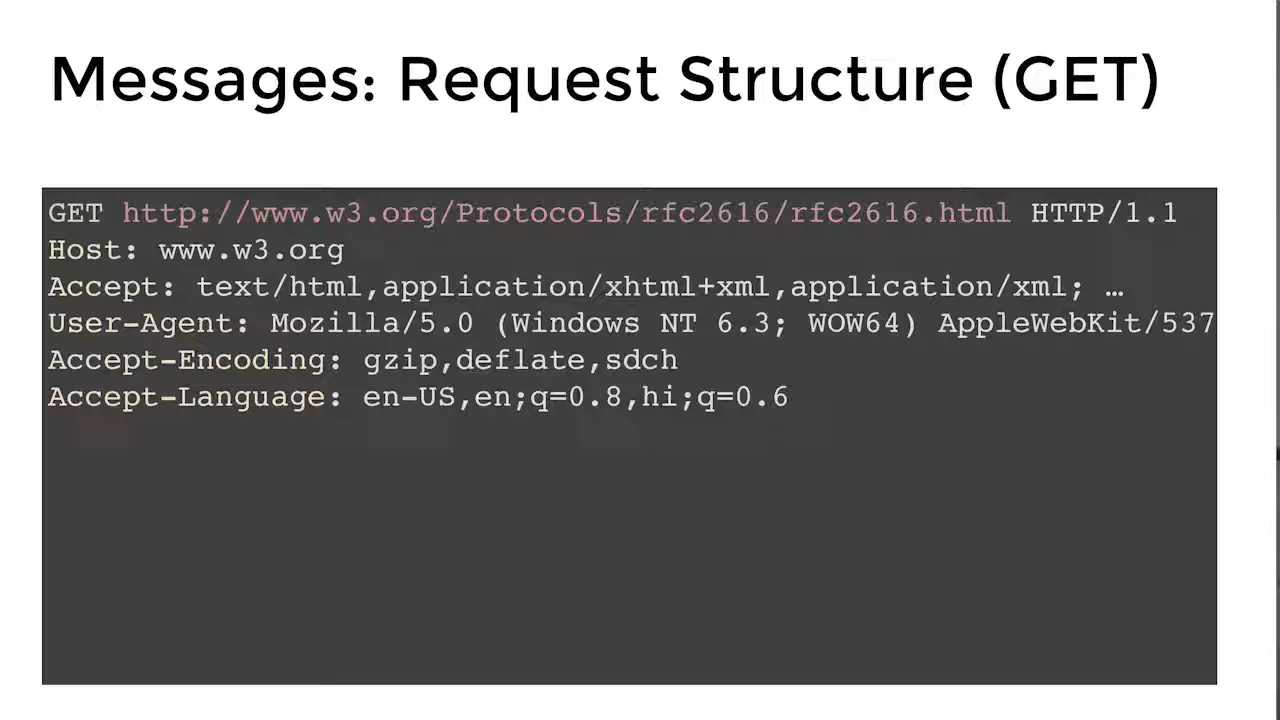 Messages: Request Structure (GET)
GET http://www.w3.org/Protocols/rfc2616/rfc2616.html HTTP/1.1
Host: www.w3.org
Accept: text/html,application/xhtml+xml,application/xml; …
User-Agent: Mozilla/5.0 (Windows NT 6.3; WOW64) AppleWebKit/537
Accept-Encoding: gzip,deflate,sdch
Accept-Language: en-US,en;q=0.8,hi;q=0.6